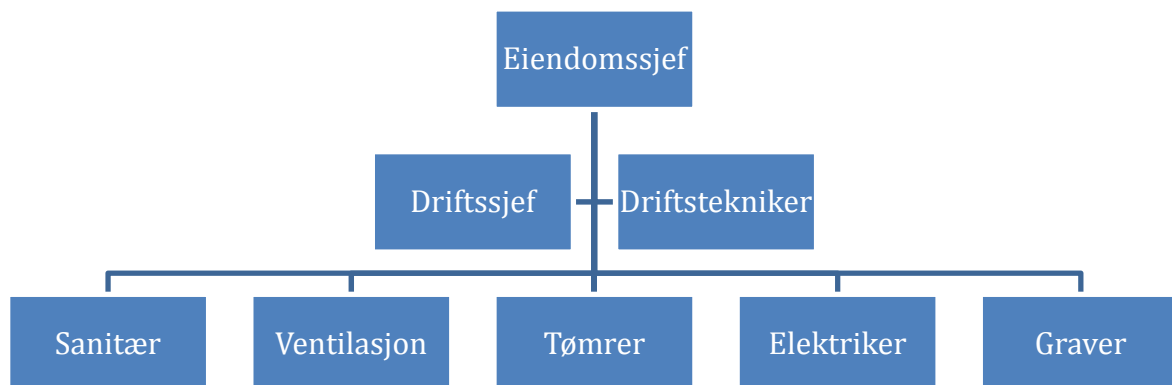 Eiendomssjef
Driftssjef
Driftstekniker
Sanitær
Ventilasjon
Tømrer
Elektriker
Graver